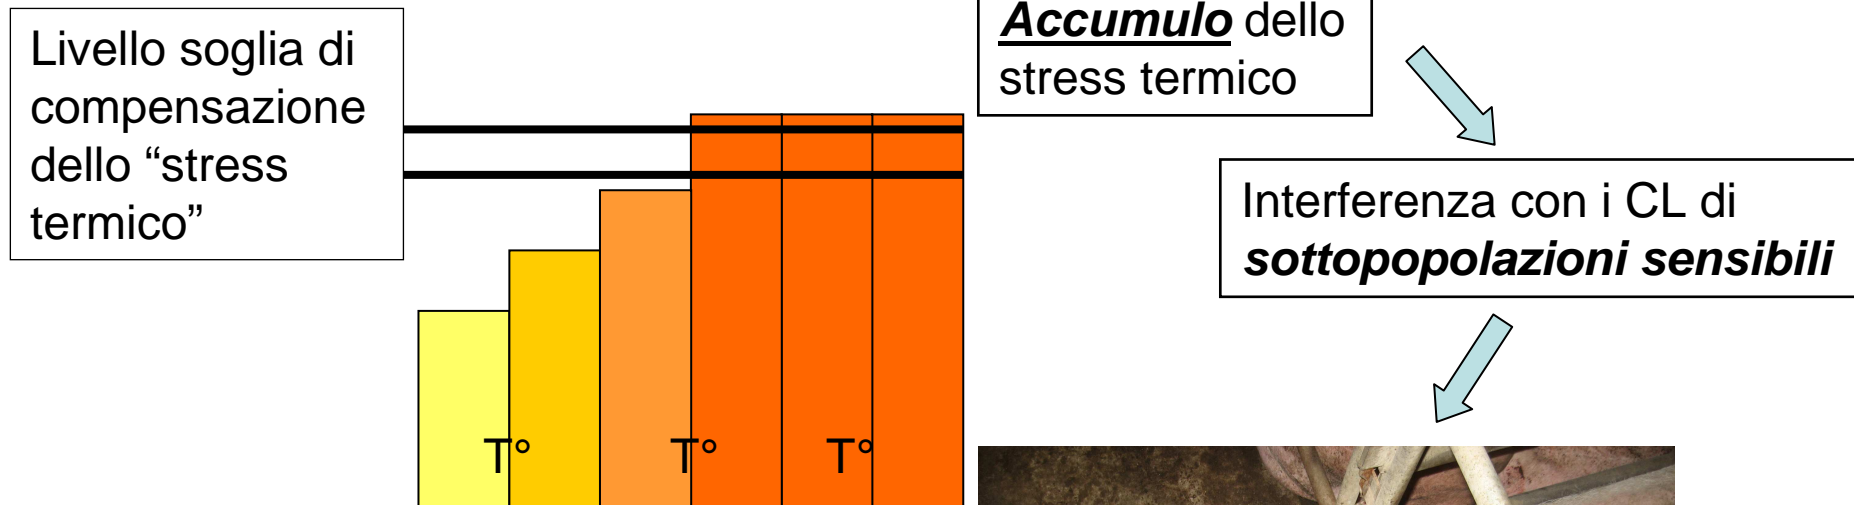 Livello soglia di
compensazione
dello “stress
termico”
Accumulo dello
stress termico
Interferenza con i CL di
sottopopolazioni sensibili
T° T° T°